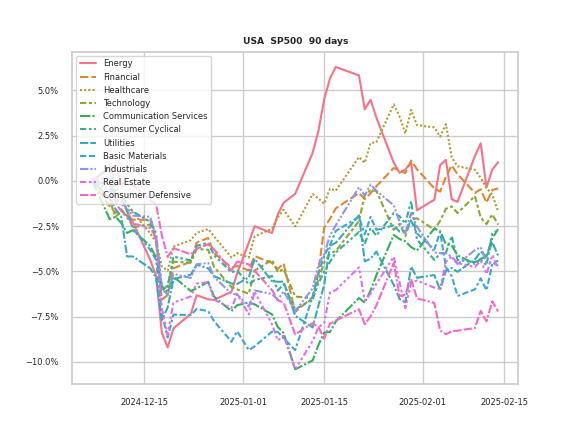 USA  SP500  90 days
Energy
Financial
Healthcare
Technology
Communication Services
Consumer Cyclical
Utilities
Basic Materials
Industrials
Real Estate
Consumer Defensive
5.0%
2.5%
0.0%
−2.5%
−5.0%
−7.5%
−10.0%
2024-12-15
2025-01-01
2025-01-15
2025-02-01
2025-02-15